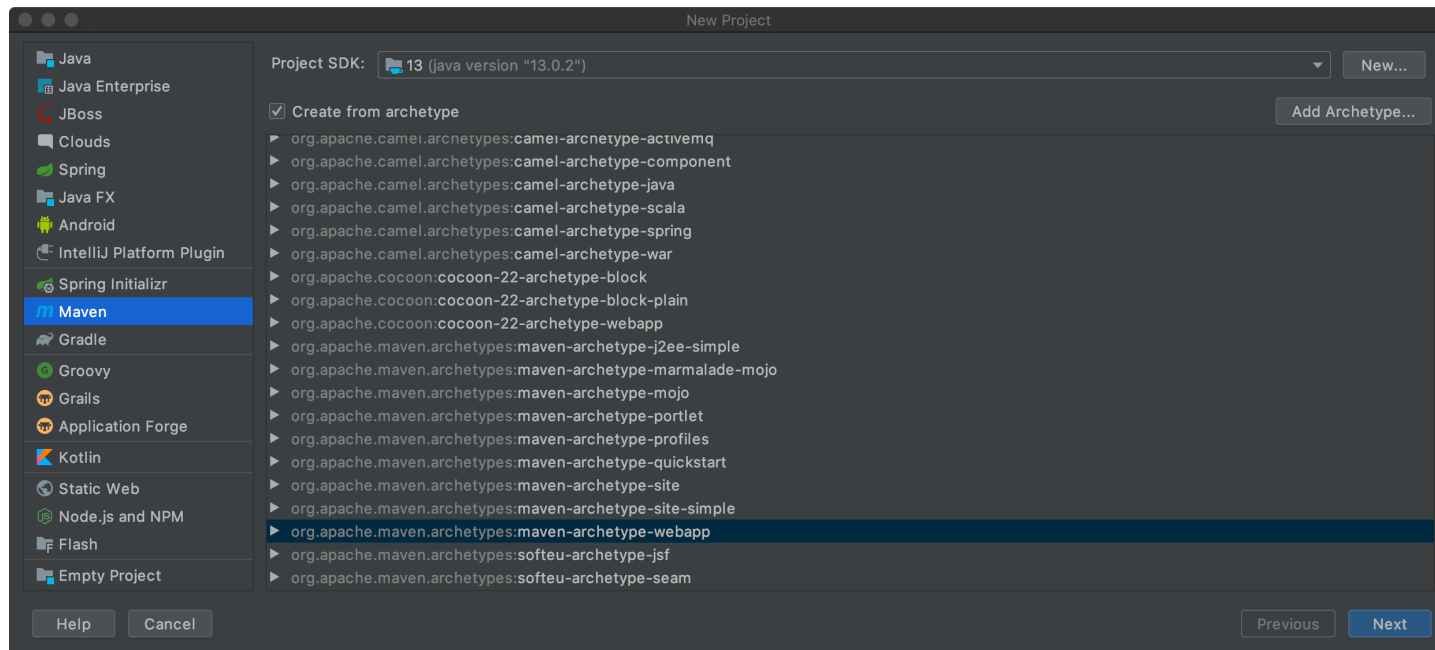 New Project
Java
Java Enterprise
JBoss
Clouds
Spring
Java FX
Android
IntelliJ Platform Plugin
Spring Initializr
Maven
Gradle
Groovy
Grails
Application Forge
Kotlin
Static Web
Node.js and NPM
Flash
Empty Project
Project SDK: 13 (java version "13.0.2") New...
Create from archetype Add Archetype...
org.apache.camel.archetypes:camel-archetype-activemq
org.apache.camel.archetypes:camel-archetype-component
org.apache.camel.archetypes:camel-archetype-java
org.apache.camel.archetypes:camel-archetype-scala
org.apache.camel.archetypes:camel-archetype-spring
org.apache.camel.archetypes:camel-archetype-war
org.apache.cocoon:cocoon-22-archetype-block
org.apache.cocoon:cocoon-22-archetype-block-plain
org.apache.cocoon:cocoon-22-archetype-webapp
org.apache.maven.archetypes:maven-archetype-j2ee-simple
org.apache.maven.archetypes:maven-archetype-marmalade-mojo
org.apache.maven.archetypes:maven-archetype-mojo
org.apache.maven.archetypes:maven-archetype-portlet
org.apache.maven.archetypes:maven-archetype-profiles
org.apache.maven.archetypes:maven-archetype-quickstart
org.apache.maven.archetypes:maven-archetype-site
org.apache.maven.archetypes:maven-archetype-site-simple
org.apache.maven.archetypes:maven-archetype-webapp
org.apache.maven.archetypes:softeu-archetype-jsf
org.apache.maven.archetypes:softeu-archetype-seam
Help Cancel Previous Next